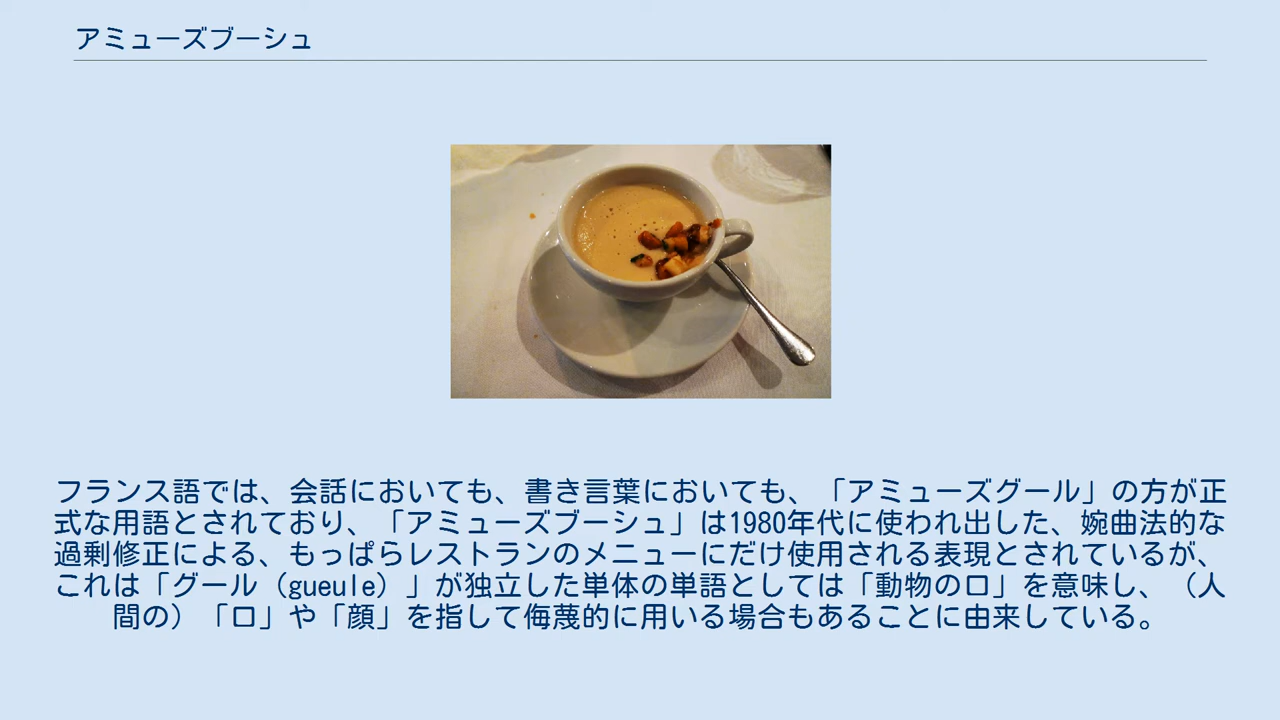 アミューズブーシュ
フランス語では、会話においても、書き言葉においても、「アミューズグール」の方が正
式な用語とされており、「アミューズブーシュ」は1980年代に使われ出した、婉曲法的な
過剰修正による、もっぱらレストランのメニューにだけ使用される表現とされているが、
これは「グール（gueule）」が独立した単体の単語としては「動物の口」を意味し、（人
間の）「口」や「顔」を指して侮蔑的に用いる場合もあることに由来している。